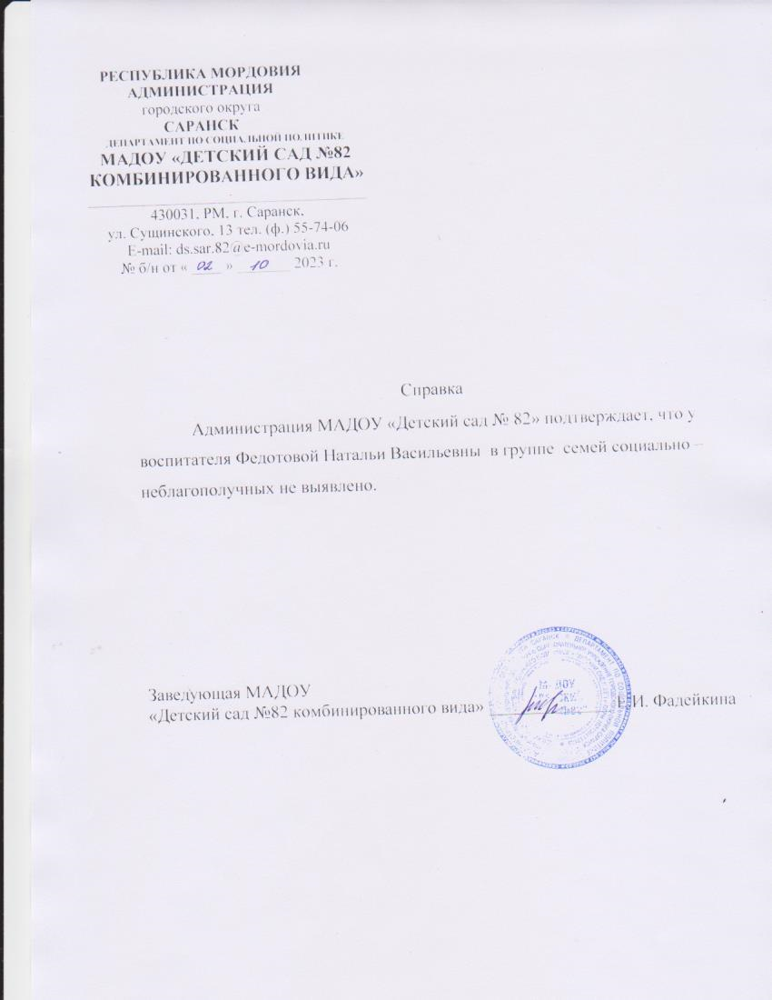 РЕСПУБЛИКА МОРДОВИЯ
АДМИНИСТРАЦИЯ
городского округа
САРАНСК
ДЕПАРТАМЕНТ ПО СОЦИАЛЬНОЙ ПОЛИТИКЕ
МАДОУ «ДЕТСКИЙ САД №82
КОМБИНИРОВАННОГО ВИДА»
430031, РМ, г. Саранск,
ул. Сущинского, 13 тел. (ф.) 55-74-06
E-mail: ds.sar.82@e-mordovia.ru
№ б/н от « 02 » 10 2023 г.
Справка
Администрация МАДОУ «Детский сад № 82» подтверждает, что у
воспитателя Федотовой Натальи Васильевны в группе семей социально –
неблагополучных не выявлено.
Заведующая МАДОУ
«Детский сад №82 комбинированного вида» И. Фадейкина